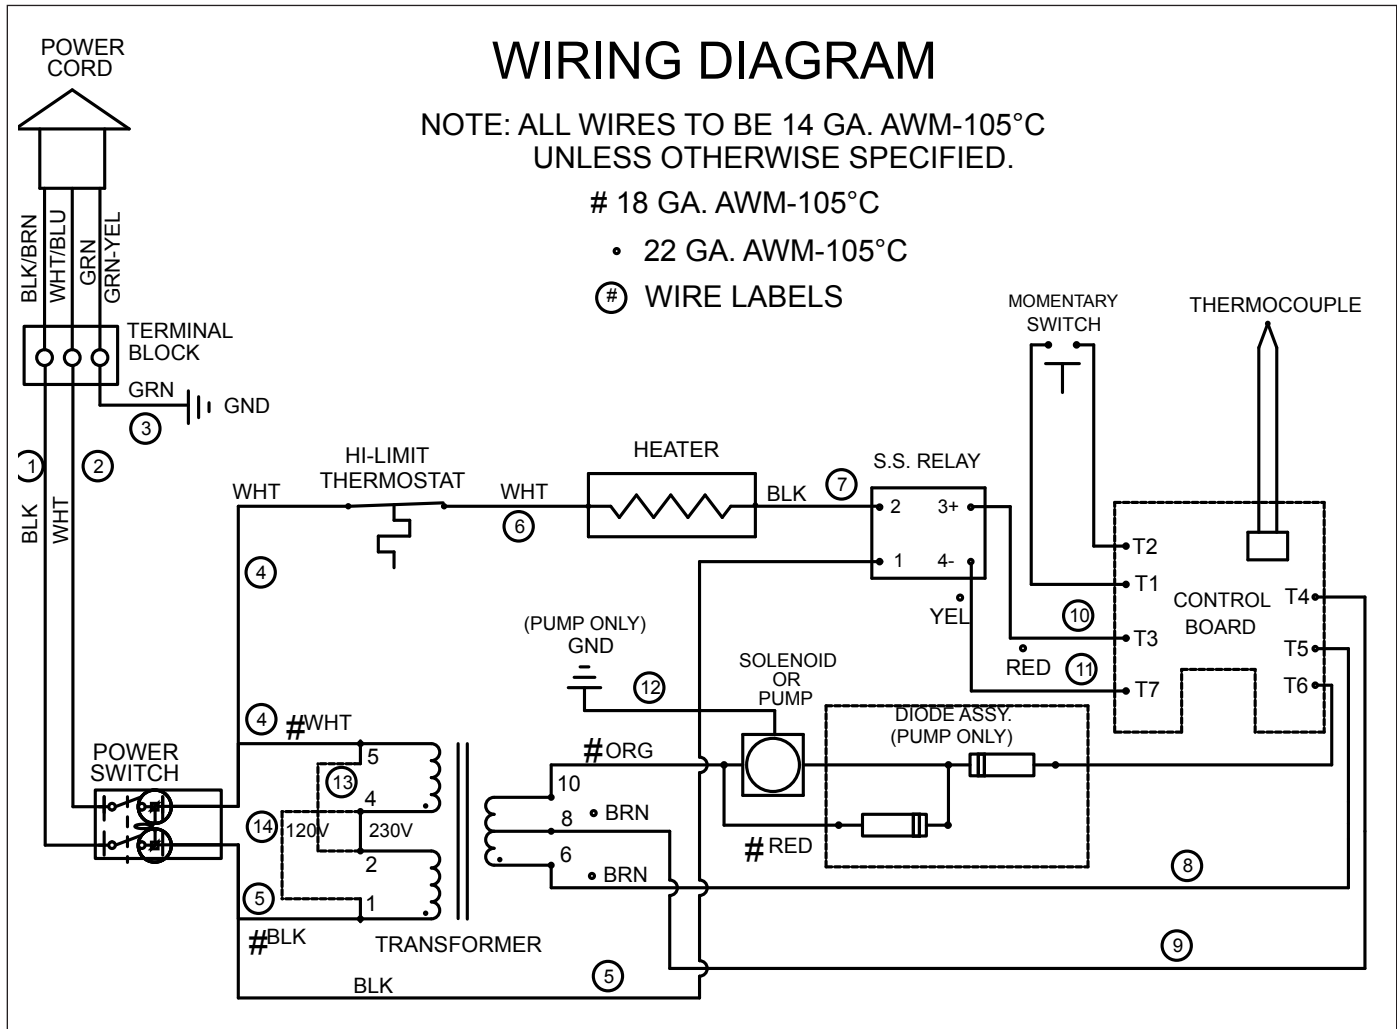 WIRING DIAGRAM
POWER
CORD
NOTE: ALL WIRES TO BE 14 GA. AWM-105°C
UNLESS OTHERWISE SPECIFIED.
# 18 GA. AWM-105°C
• 22 GA. AWM-105°C
# WIRE LABELS
BLK/BRN
WHT/BLU
GRN
GRN-YEL
TERMINAL
BLOCK
GRN
3
GND
1
2
BLK
WHT
MOMENTARY
SWITCH
THERMOCOUPLE
WHT
HI-LIMIT
THERMOSTAT
WHT
6
HEATER
BLK
7
S.S. RELAY
2
3+
1
4-
4
YEL
RED
10
11
T2
T1
T3
T7
CONTROL
BOARD
T4
T5
T6
(PUMP ONLY)
GND
12
SOLENOID
OR
PUMP
DIODE ASSY.
(PUMP ONLY)
4
#WHT
POWER
SWITCH
5
13
4
14
120V
230V
2
1
5
#BLK
TRANSFORMER
#ORG
10
8
BRN
6
BRN
#RED
8
9
BLK
5